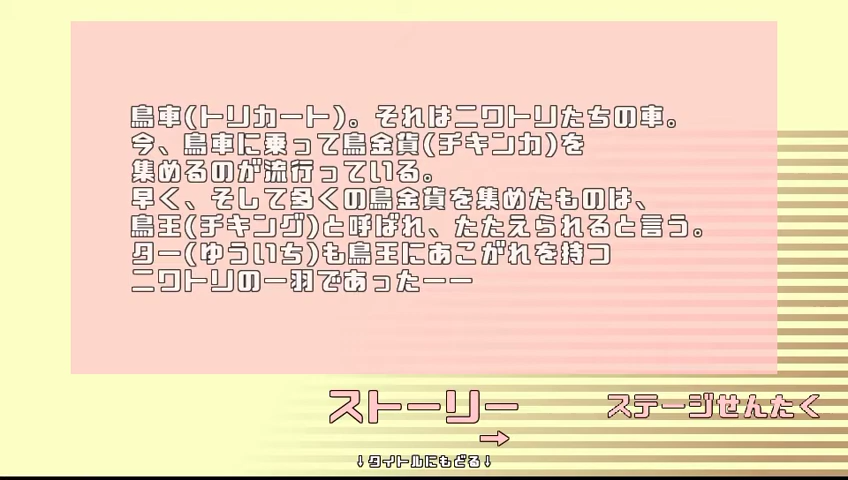 鳥車(トリカート)。それはニワトリたちの車。
今、鳥車に乗って鳥金貨(チキンカ)を
集めるのが流行っている。
早く、そして多くの鳥金貨を集めたものは、
鳥王(チキング)と呼ばれ、たたえられると言う。
ター(ゆういち)も鳥王にあこがれを持つ
ニワトリの一羽であったーー
ストーリー
ステージせんたく
→
↓タイトルにもどる↓